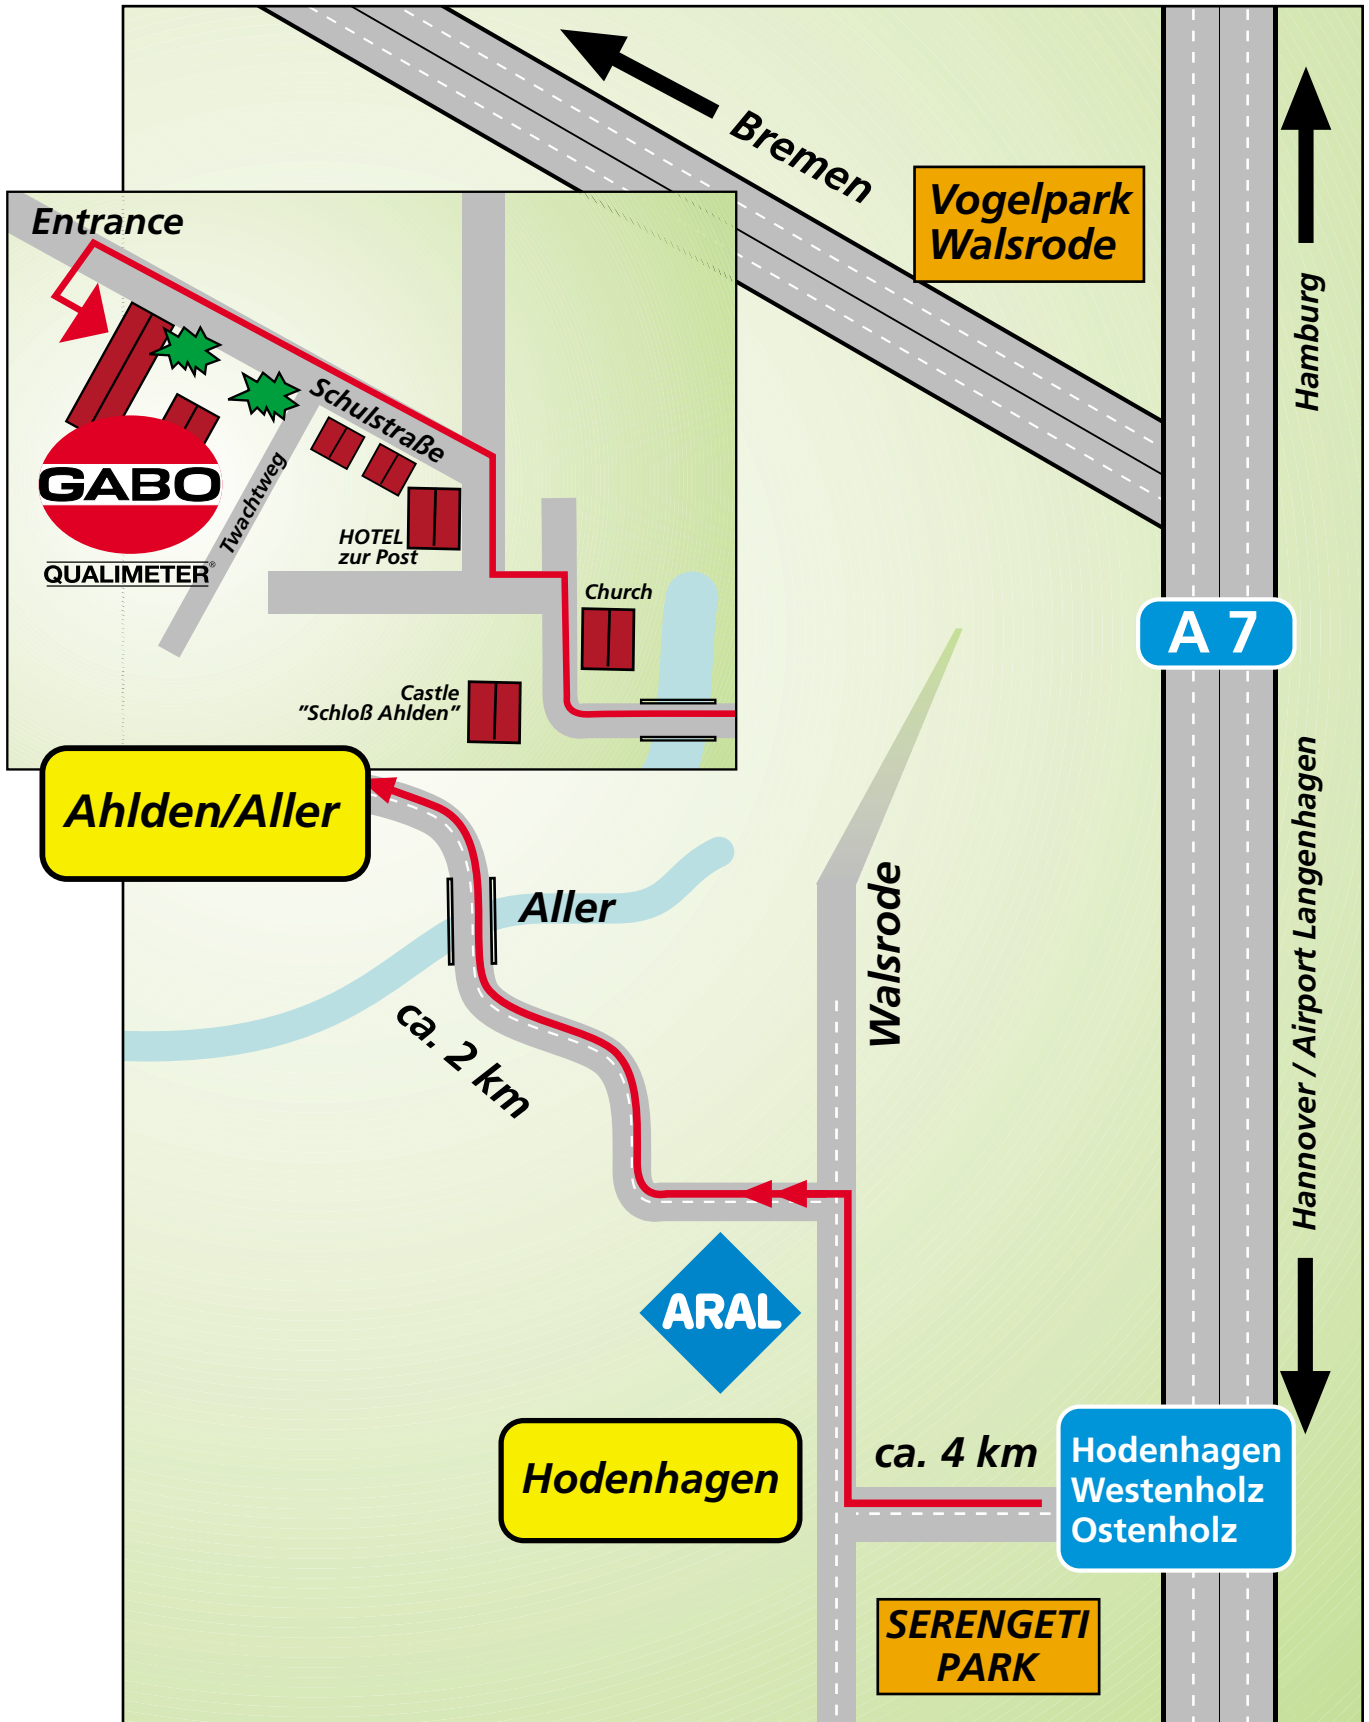 Bremen
Vogelpark
Walsrode
Hamburg
Entrance
Schulstraße
Twachtweg
GABO
QUALIMETER®
HOTEL
zur Post
Church
Castle
”Schloß Ahlden”
A 7
Hannover / Airport Langenhagen
Ahlden/Aller
Aller
Walsrode
ca. 2 km
ARAL
Hodenhagen
ca. 4 km
Hodenhagen
Westenholz
Ostenholz
SERENGETI
PARK